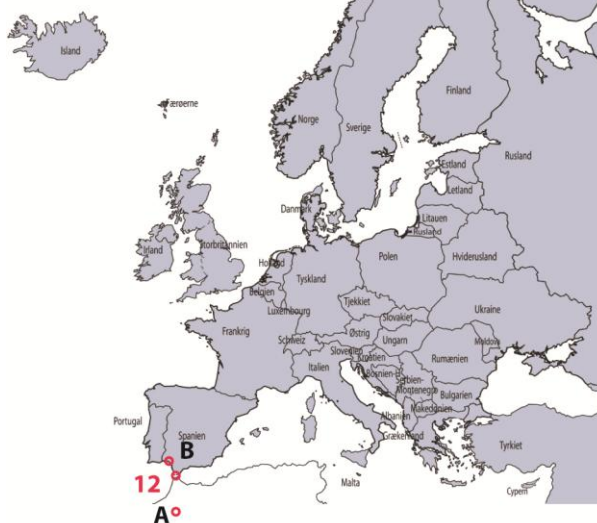 Island
Færøerne
Norge
Sverige
Finland
Rusland
Estland
Letland
Danmark
Litauen
Rusland
Irland
Storbritannien
Holland
Polen
Hviderusland
Belgien
Tyskland
Luxembourg
Tjekkiet
Slovakiet
Ukraine
Frankrig
Schweiz
Østrig
Ungarn
Moldova
Slovenien
Kroatien
Rumænien
Italien
Bosnien-H
Serbien-
Montenegro
Bulgarien
Portugal
Spanien
Albanien
Makedonien
Grækenland
Tyrkiet
B
12
Malta
Cypern
A